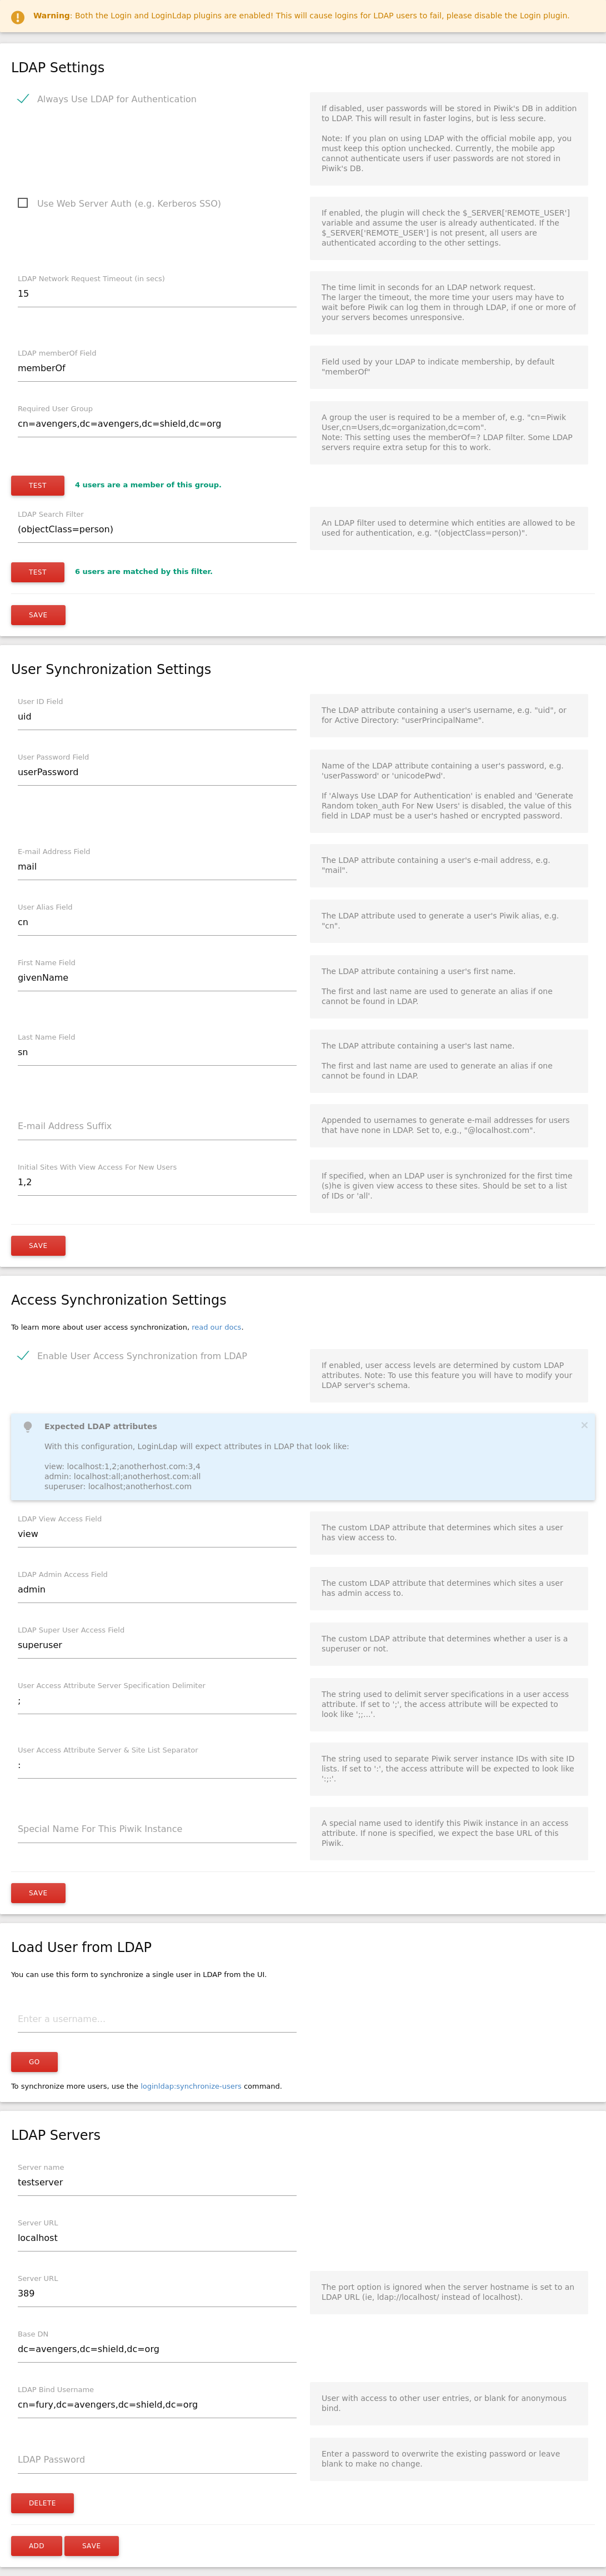 Warning: Both the Login and LoginLdap plugins are enabled! This will cause logins for LDAP users to fail, please disable the Login plugin.
LDAP Settings
Always Use LDAP for Authentication
If disabled, user passwords will be stored in Piwik's DB in addition
to LDAP. This will result in faster logins, but is less secure.
Note: If you plan on using LDAP with the official mobile app, you
must keep this option unchecked. Currently, the mobile app
cannot authenticate users if user passwords are not stored in
Piwik's DB.
Use Web Server Auth (e.g. Kerberos SSO)
If enabled, the plugin will check the $_SERVER['REMOTE_USER']
variable and assume the user is already authenticated. If the
$_SERVER['REMOTE_USER'] is not present, all users are
authenticated according to the other settings.
LDAP Network Request Timeout (in secs)
15
The time limit in seconds for an LDAP network request.
The larger the timeout, the more time your users may have to
wait before Piwik can log them in through LDAP, if one or more of
your servers becomes unresponsive.
LDAP memberOf Field
memberOf
Field used by your LDAP to indicate membership, by default
"memberOf"
Required User Group
cn=avengers,dc=avengers,dc=shield,dc=org
A group the user is required to be a member of, e.g. "cn=Piwik
User,cn=Users,dc=organization,dc=com".
Note: This setting uses the memberOf=? LDAP filter. Some LDAP
servers require extra setup for this to work.
TEST
4 users are a member of this group.
LDAP Search Filter
(objectClass=person)
An LDAP filter used to determine which entities are allowed to be
used for authentication, e.g. "(objectClass=person)".
TEST
6 users are matched by this filter.
SAVE
User Synchronization Settings
User ID Field
uid
The LDAP attribute containing a user's username, e.g. "uid", or
for Active Directory: "userPrincipalName".
User Password Field
userPassword
Name of the LDAP attribute containing a user's password, e.g.
'userPassword' or 'unicodePwd'.
If 'Always Use LDAP for Authentication' is enabled and 'Generate
Random token_auth For New Users' is disabled, the value of this
field in LDAP must be a user's hashed or encrypted password.
E-mail Address Field
mail
The LDAP attribute containing a user's e-mail address, e.g.
"mail".
User Alias Field
cn
The LDAP attribute used to generate a user's Piwik alias, e.g.
"cn".
First Name Field
givenName
The LDAP attribute containing a user's first name.
The first and last name are used to generate an alias if one
cannot be found in LDAP.
Last Name Field
sn
The LDAP attribute containing a user's last name.
The first and last name are used to generate an alias if one
cannot be found in LDAP.
E-mail Address Suffix
Appended to usernames to generate e-mail addresses for users
that have none in LDAP. Set to, e.g., "@localhost.com".
Initial Sites With View Access For New Users
1,2
If specified, when an LDAP user is synchronized for the first time
(s)he is given view access to these sites. Should be set to a list
of IDs or 'all'.
SAVE
Access Synchronization Settings
To learn more about user access synchronization, read our docs.
Enable User Access Synchronization from LDAP
If enabled, user access levels are determined by custom LDAP
attributes. Note: To use this feature you will have to modify your
LDAP server's schema.
Expected LDAP attributes
×
With this configuration, LoginLdap will expect attributes in LDAP that look like:
view: localhost:1,2;anotherhost.com:3,4
admin: localhost:all;anotherhost.com:all
superuser: localhost;anotherhost.com
LDAP View Access Field
view
The custom LDAP attribute that determines which sites a user
has view access to.
LDAP Admin Access Field
admin
The custom LDAP attribute that determines which sites a user
has admin access to.
LDAP Super User Access Field
superuser
The custom LDAP attribute that determines whether a user is a
superuser or not.
User Access Attribute Server Specification Delimiter
;
The string used to delimit server specifications in a user access
attribute. If set to ';', the access attribute will be expected to
look like ';;...'.
User Access Attribute Server & Site List Separator
:
The string used to separate Piwik server instance IDs with site ID
lists. If set to ':', the access attribute will be expected to look like
':;:'.
Special Name For This Piwik Instance
A special name used to identify this Piwik instance in an access
attribute. If none is specified, we expect the base URL of this
Piwik.
SAVE
Load User from LDAP
You can use this form to synchronize a single user in LDAP from the UI.
Enter a username...
GO
To synchronize more users, use the loginldap:synchronize-users command.
LDAP Servers
Server name
testserver
Server URL
localhost
Server URL
389
The port option is ignored when the server hostname is set to an
LDAP URL (ie, ldap://localhost/ instead of localhost).
Base DN
dc=avengers,dc=shield,dc=org
LDAP Bind Username
cn=fury,dc=avengers,dc=shield,dc=org
User with access to other user entries, or blank for anonymous
bind.
LDAP Password
Enter a password to overwrite the existing password or leave
blank to make no change.
DELETE
ADD SAVE